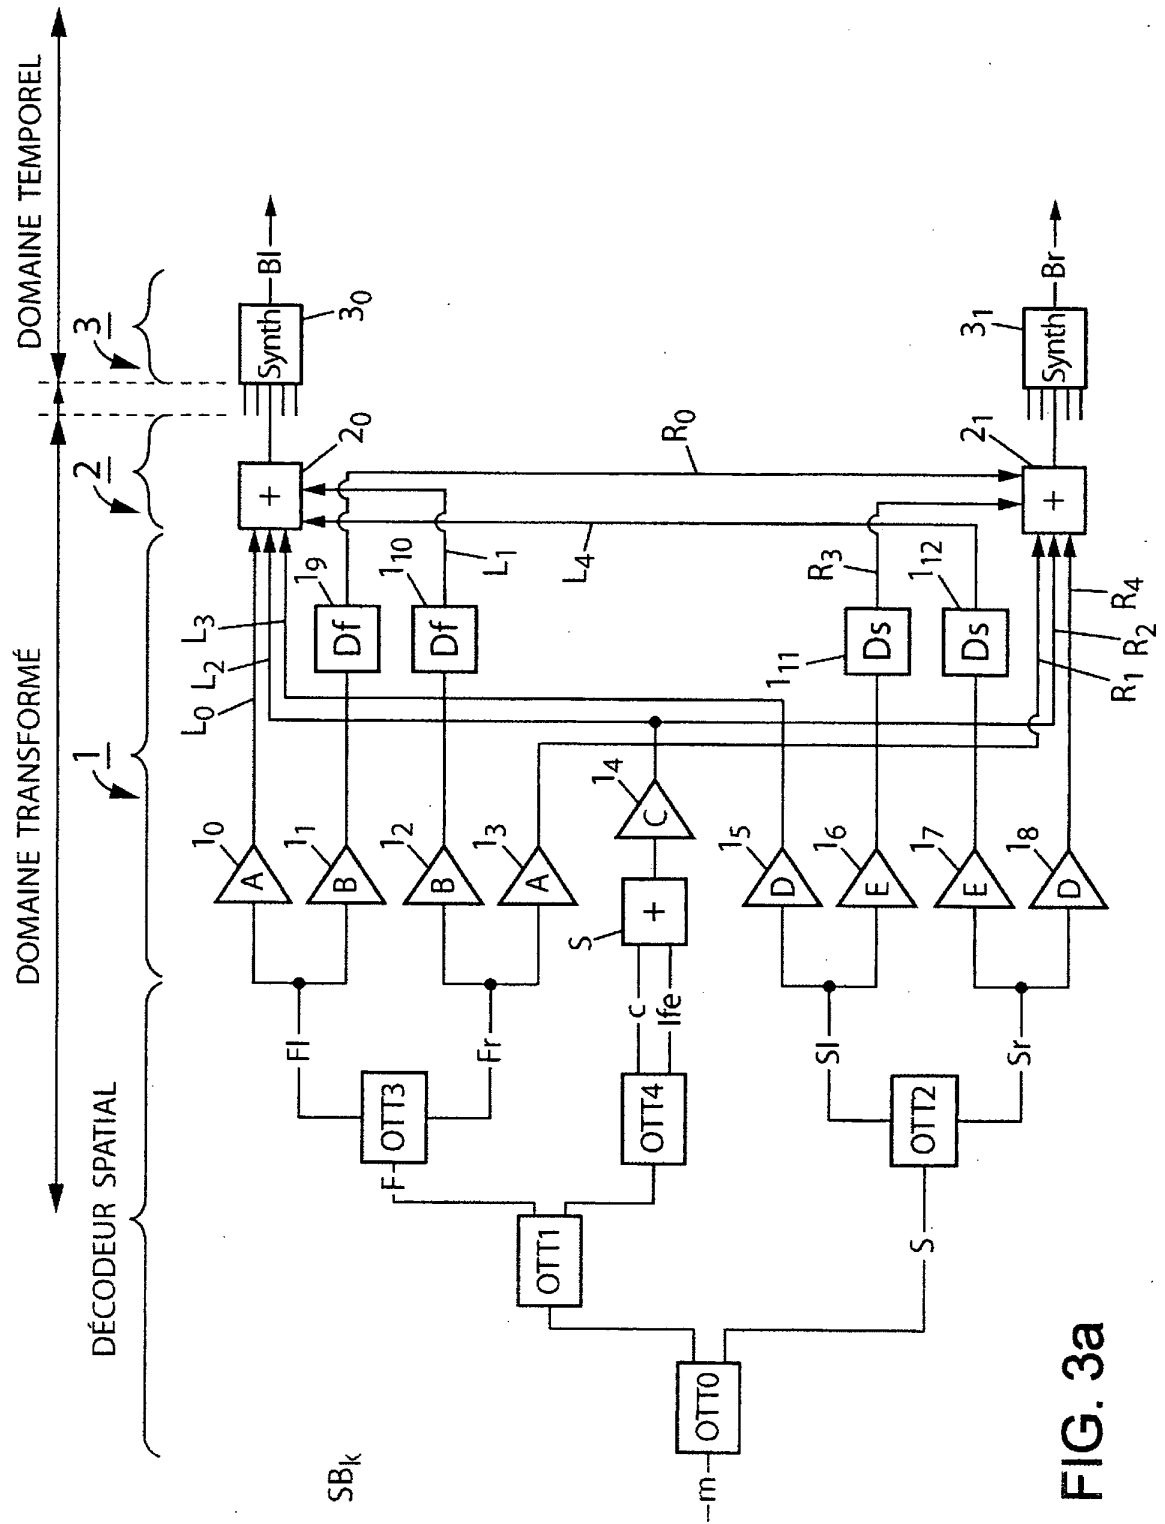 DOMAINE TRANSFORMÉ
DOMAINE TEMPOREL
DÉCODEUR SPATIAL
1
2
3
SBk
m
OTT0
OTT1
S
F
OTT3
OTT4
OTT2
Fl
Fr
c
lfe
Sl
Sr
S
+
A
10
B
11
B
12
A
13
C
14
D
15
E
16
E
17
D
18
L0
L2
L3
Df
19
Df
110
Ds
111
Ds
112
L1
L4
R3
R0
R1
R2
R4
+
20
+
21
Synth
30
Synth
31
Bl
Br
FIG. 3a